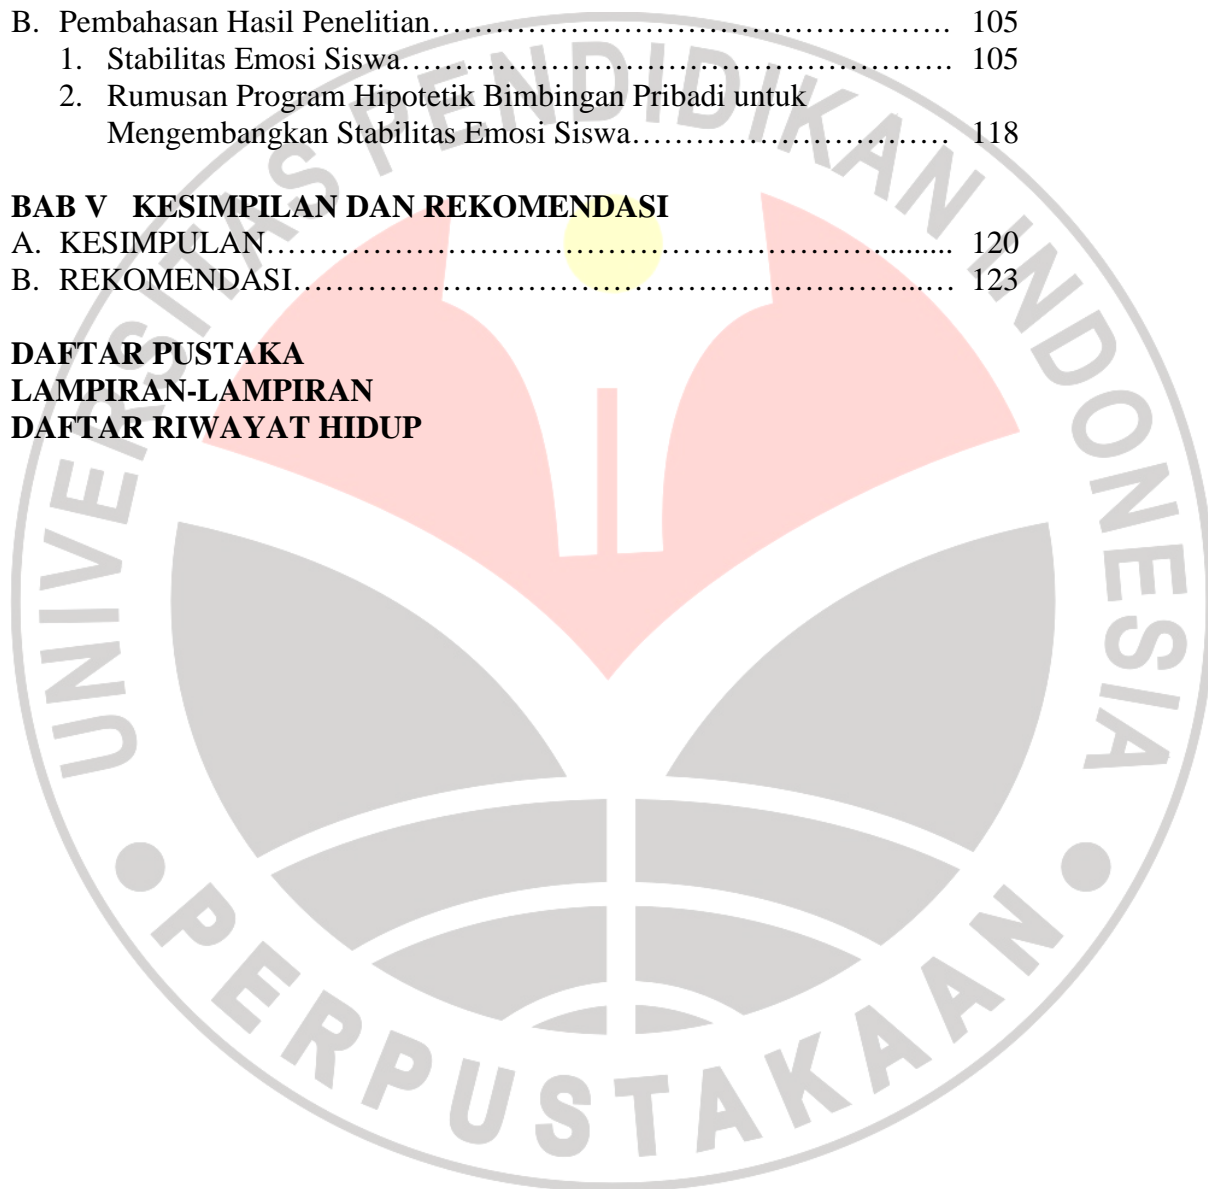 B. Pembahasan Hasil Penelitian…………………………………………. 105
1. Stabilitas Emosi Siswa……………………………………………. 105
2. Rumusan Program Hipotetik Bimbingan Pribadi untuk
Mengembangkan Stabilitas Emosi Siswa………………………… 118
BAB V KESIMPILAN DAN REKOMENDASI
A. KESIMPULAN…………………………………………………......... 120
B. REKOMENDASI…………………………………………………...… 123
DAFTAR PUSTAKA
LAMPIRAN-LAMPIRAN
DAFTAR RIWAYAT HIDUP
UNIVERSITAS PENDIDIKAN INDONESIA
PERPUSTAKAAN